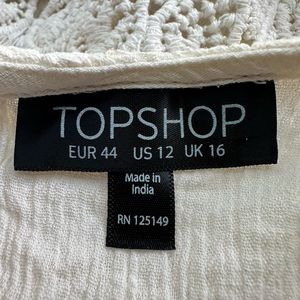 TOPSHOP
EUR 44 US 12 UK 16
Made in
India
RN 125149